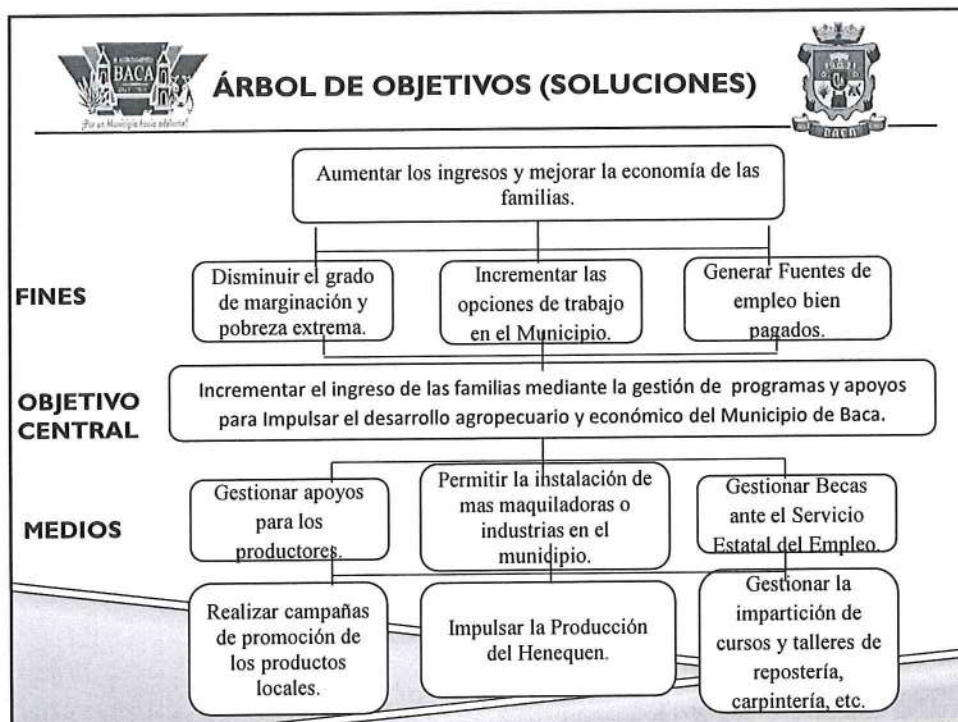 BACA
¡Por un Municipio hacia adelante!
ÁRBOL DE OBJETIVOS (SOLUCIONES)
BACA
Aumentar los ingresos y mejorar la economía de las
familias.
FINES
Disminuir el grado
de marginación y
pobreza extrema.
Incrementar las
opciones de trabajo
en el Municipio.
Generar Fuentes de
empleo bien
pagados.
OBJETIVO
CENTRAL
Incrementar el ingreso de las familias mediante la gestión de programas y apoyos
para Impulsar el desarrollo agropecuario y económico del Municipio de Baca.
MEDIOS
Gestionar apoyos
para los
productores.
Permitir la instalación de
mas maquiladoras o
industrias en el
municipio.
Gestionar Becas
ante el Servicio
Estatal del Empleo.
Realizar campañas
de promoción de
los productos
locales.
Impulsar la Producción
del Henequen.
Gestionar la
impartición de
cursos y talleres de
repostería,
carpintería, etc.